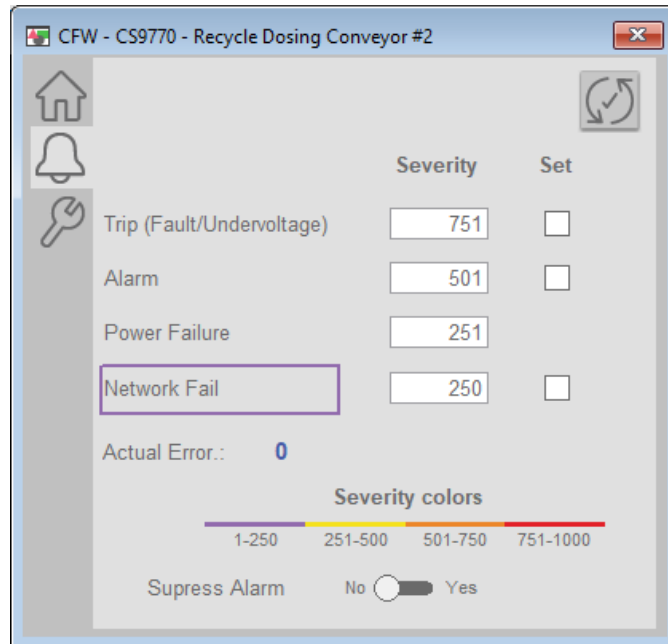 CFW - CS9770 - Recycle Dosing Conveyor #2
Severity Set
Trip (Fault/Undervoltage) 751
Alarm 501
Power Failure 251
Network Fail 250
Actual Error.: 0
Severity colors
1-250 251-500 501-750 751-1000
Supress Alarm No Yes